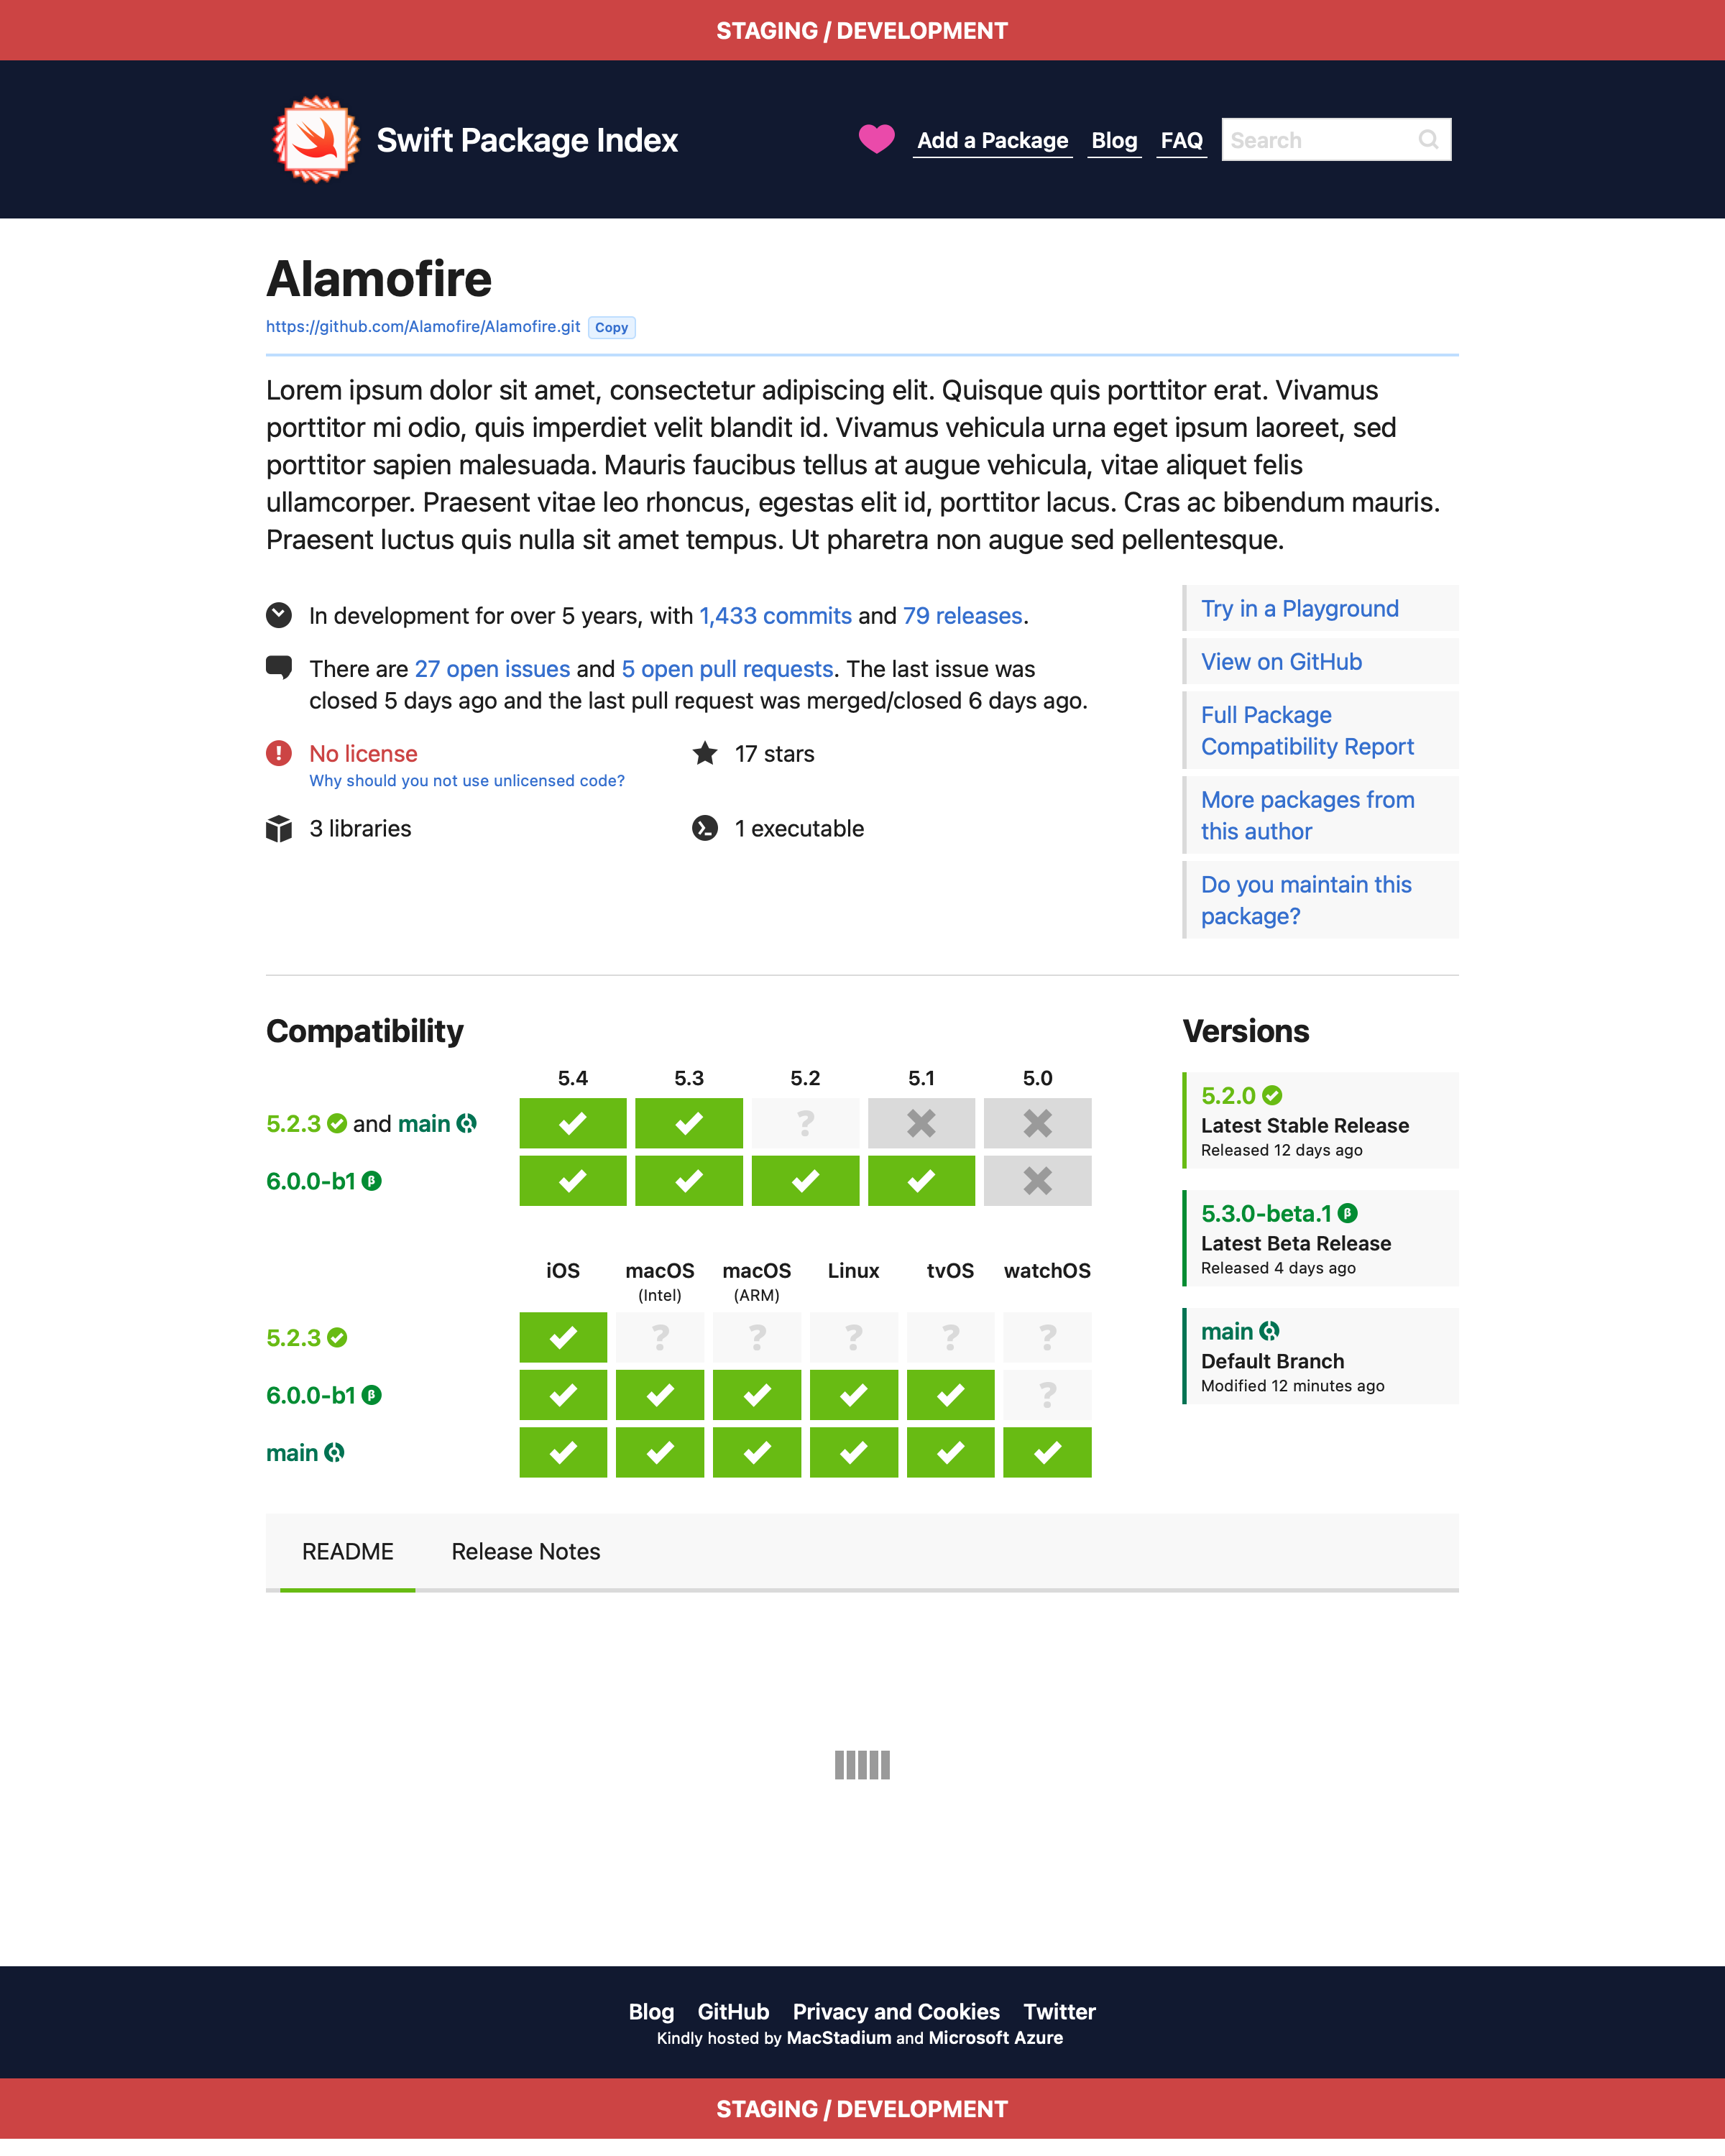 STAGING / DEVELOPMENT
Swift Package Index
Add a Package Blog FAQ Search
Alamofire
https://github.com/Alamofire/Alamofire.git Copy
Lorem ipsum dolor sit amet, consectetur adipiscing elit. Quisque quis porttitor erat. Vivamus
porttitor mi odio, quis imperdiet velit blandit id. Vivamus vehicula urna eget ipsum laoreet, sed
porttitor sapien malesuada. Mauris faucibus tellus at augue vehicula, vitae aliquet felis
ullamcorper. Praesent vitae leo rhoncus, egestas elit id, porttitor lacus. Cras ac bibendum mauris.
Praesent luctus quis nulla sit amet tempus. Ut pharetra non augue sed pellentesque.
In development for over 5 years, with 1,433 commits and 79 releases.
There are 27 open issues and 5 open pull requests. The last issue was
closed 5 days ago and the last pull request was merged/closed 6 days ago.
No license
Why should you not use unlicensed code?
17 stars
3 libraries
1 executable
Try in a Playground
View on GitHub
Full Package
Compatibility Report
More packages from
this author
Do you maintain this
package?
Compatibility
5.4 5.3 5.2 5.1 5.0
5.2.3 and main ?
6.0.0-b1 β
iOS macOS macOS Linux tvOS watchOS
(Intel) (ARM)
5.2.3 ? ? ? ? ?
6.0.0-b1 β ?
main
Versions
5.2.0
Latest Stable Release
Released 12 days ago
5.3.0-beta.1 β
Latest Beta Release
Released 4 days ago
main
Default Branch
Modified 12 minutes ago
README Release Notes
Blog GitHub Privacy and Cookies Twitter
Kindly hosted by MacStadium and Microsoft Azure
STAGING / DEVELOPMENT